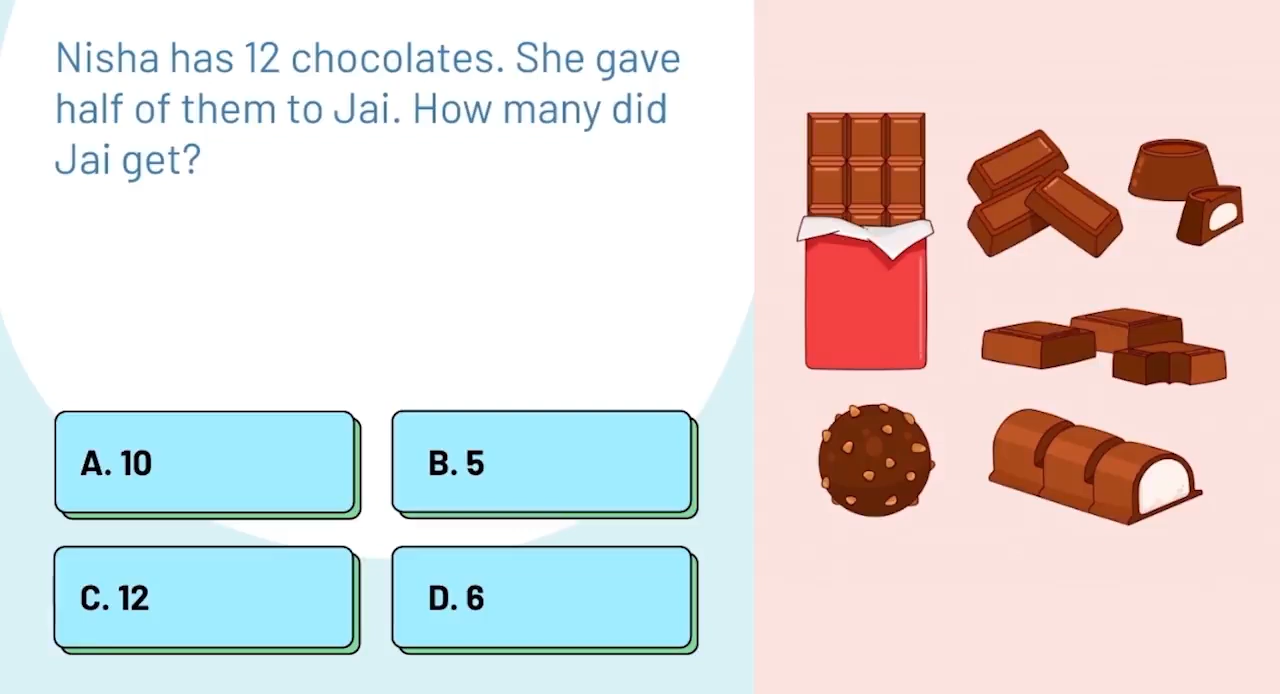 Nisha has 12 chocolates. She gave
half of them to Jai. How many did
Jai get?
A. 10
B. 5
C. 12
D. 6